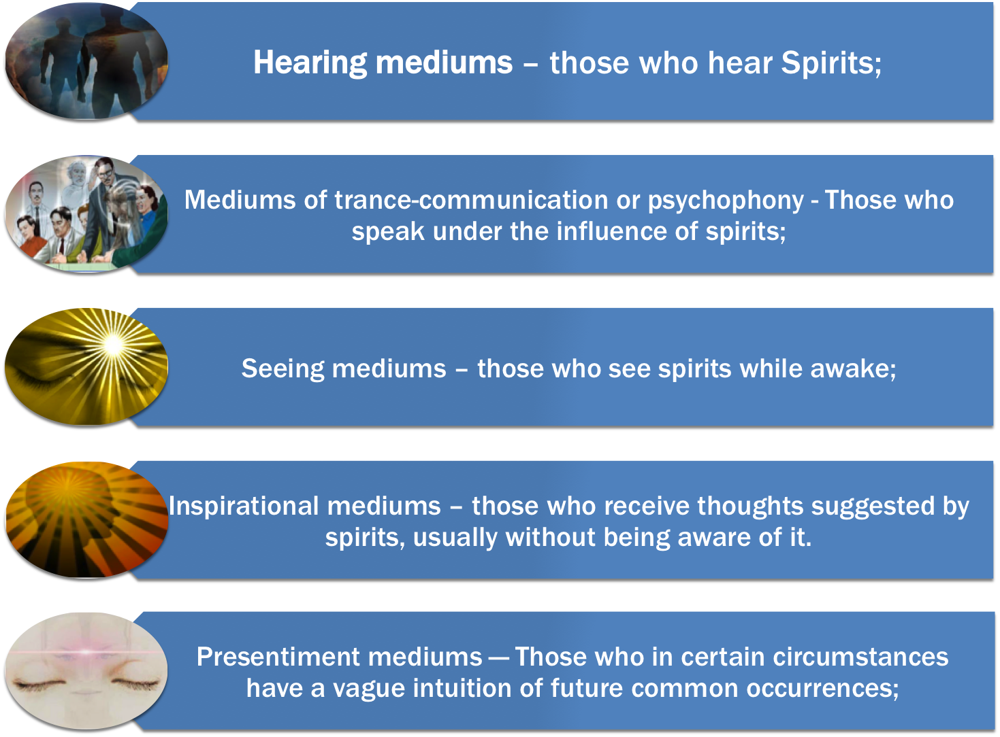 Hearing mediums – those who hear Spirits;
Mediums of trance-communication or psychophony - Those who
speak under the influence of spirits;
Seeing mediums – those who see spirits while awake;
Inspirational mediums – those who receive thoughts suggested by
spirits, usually without being aware of it.
Presentiment mediums — Those who in certain circumstances
have a vague intuition of future common occurrences;